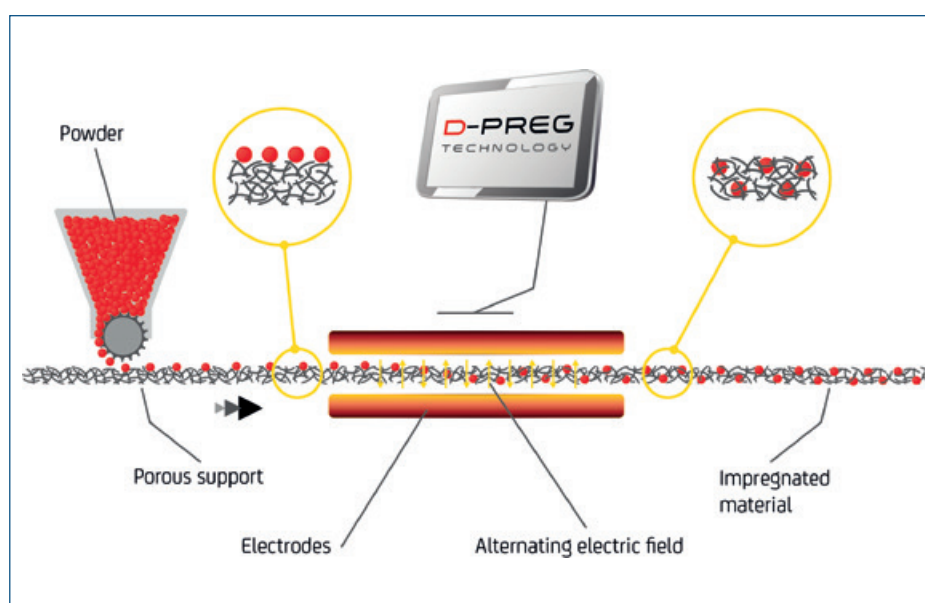 Powder
D-PREG
TECHNOLOGY
Porous support
Impregnated
material
Electrodes
Alternating electric field